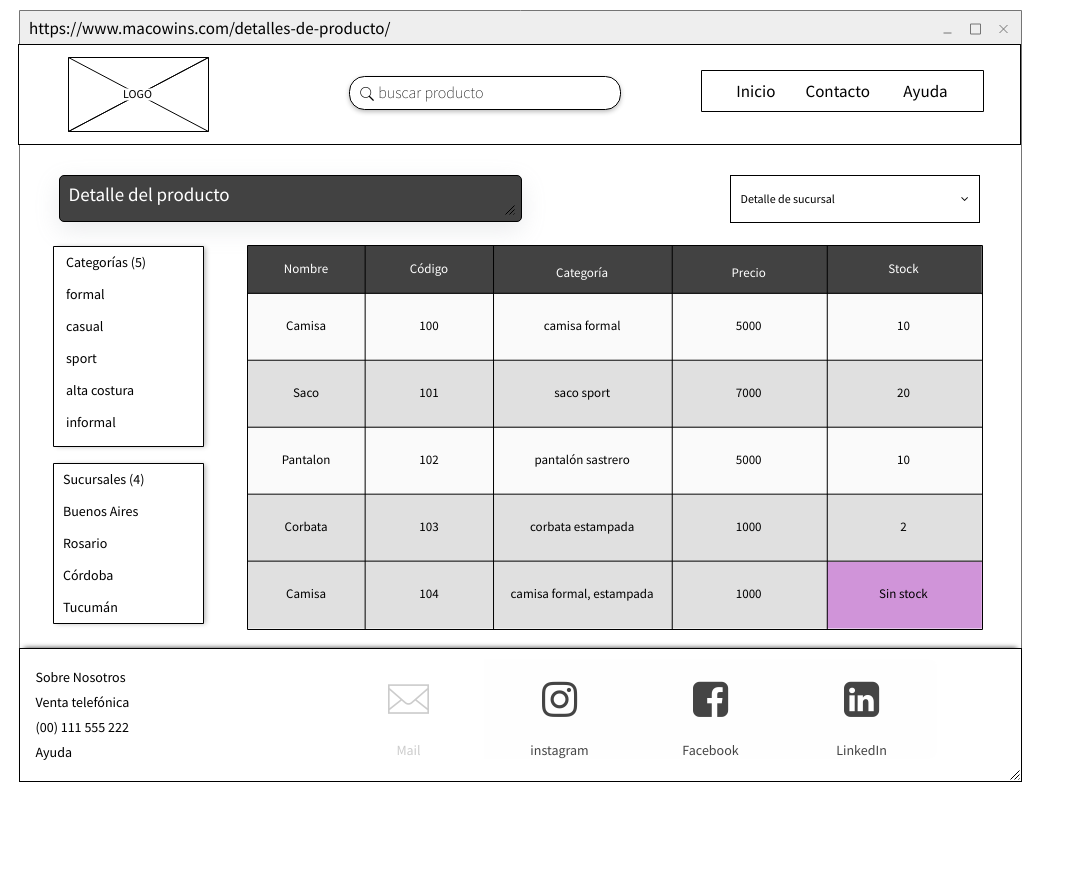 https://www.macowins.com/detalles-de-producto/
LOGO
buscar producto
Inicio Contacto Ayuda
Detalle del producto
Detalle de sucursal
Categorías (5)
formal
casual
sport
alta costura
informal
Sucursales (4)
Buenos Aires
Rosario
Córdoba
Tucumán
Nombre Código Categoría Precio Stock
Camisa 100 camisa formal 5000 10
Saco 101 saco sport 7000 20
Pantalon 102 pantalón sastrero 5000 10
Corbata 103 corbata estampada 1000 2
Camisa 104 camisa formal, estampada 1000 Sin stock
Sobre Nosotros
Venta telefónica
(00) 111 555 222
Ayuda
Mail instagram Facebook LinkedIn